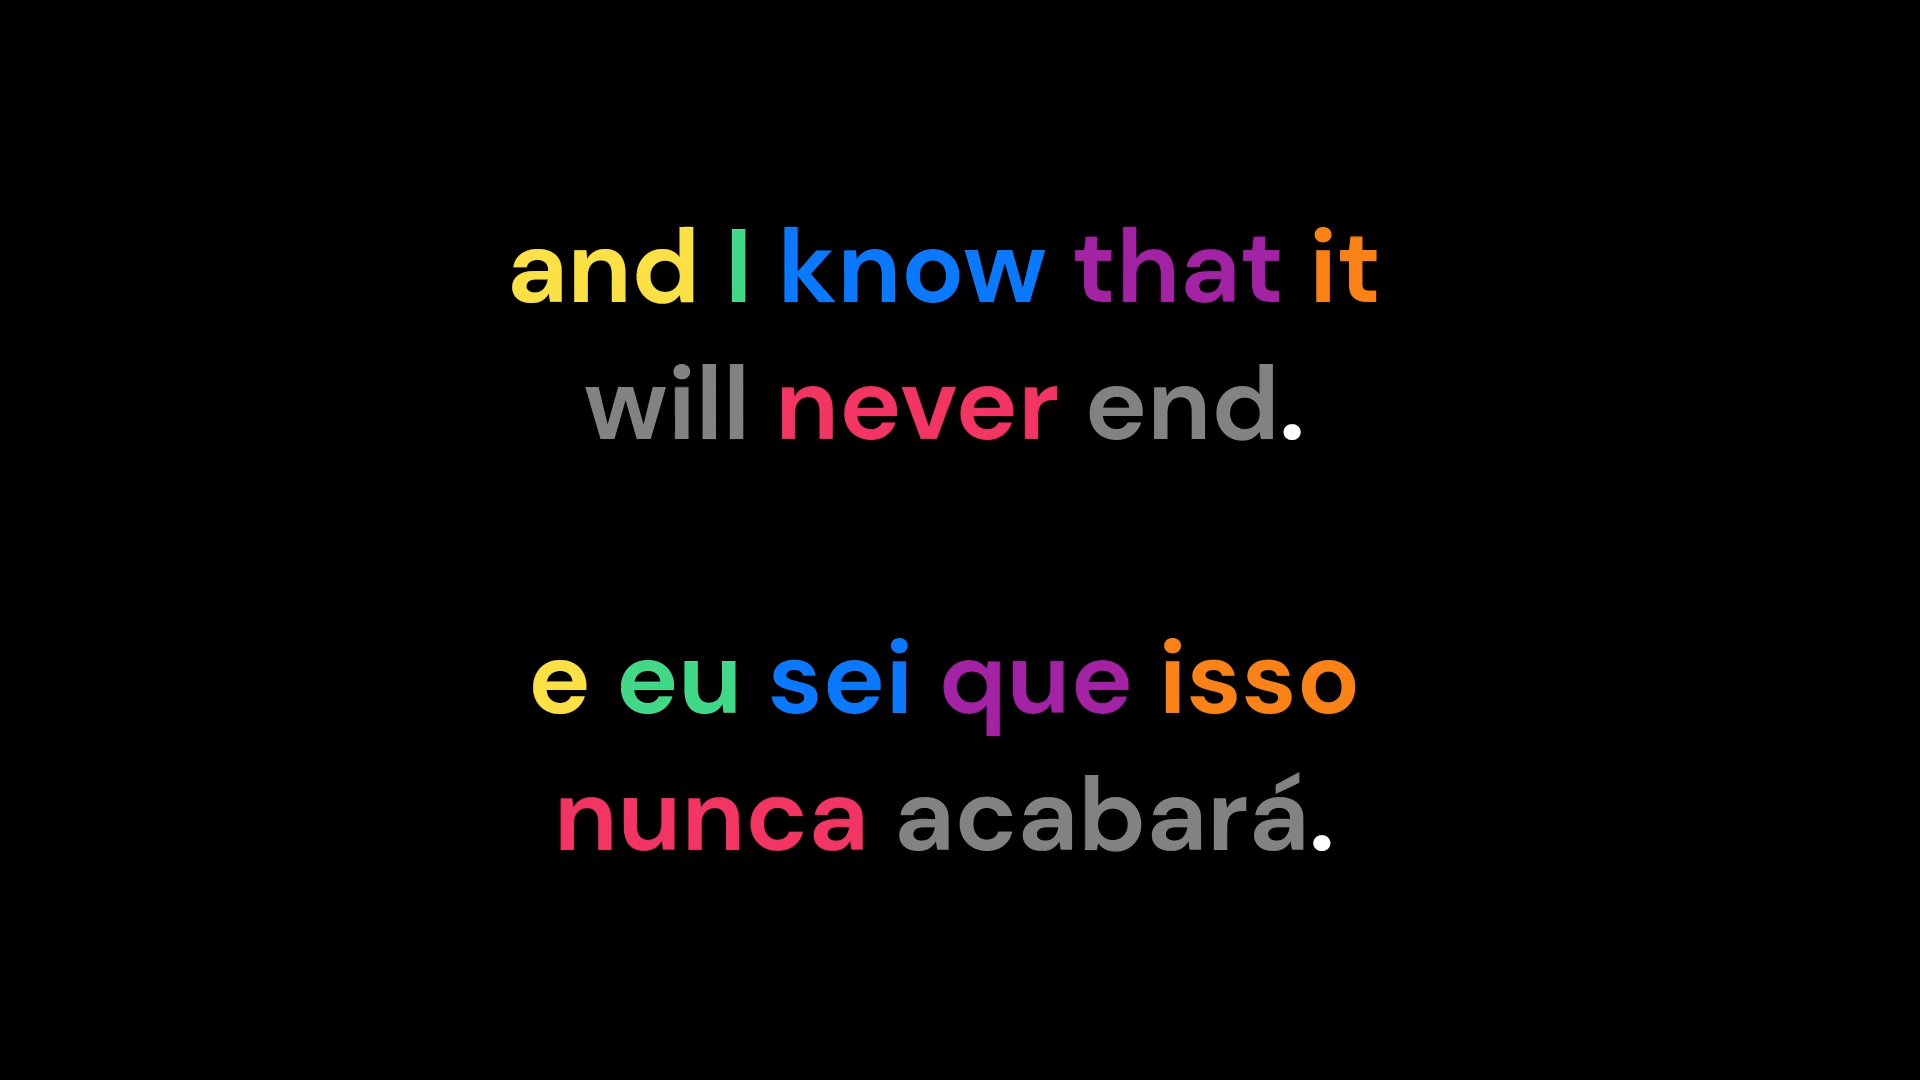 and I know that it
will never end.
e eu sei que isso
nunca acabará.